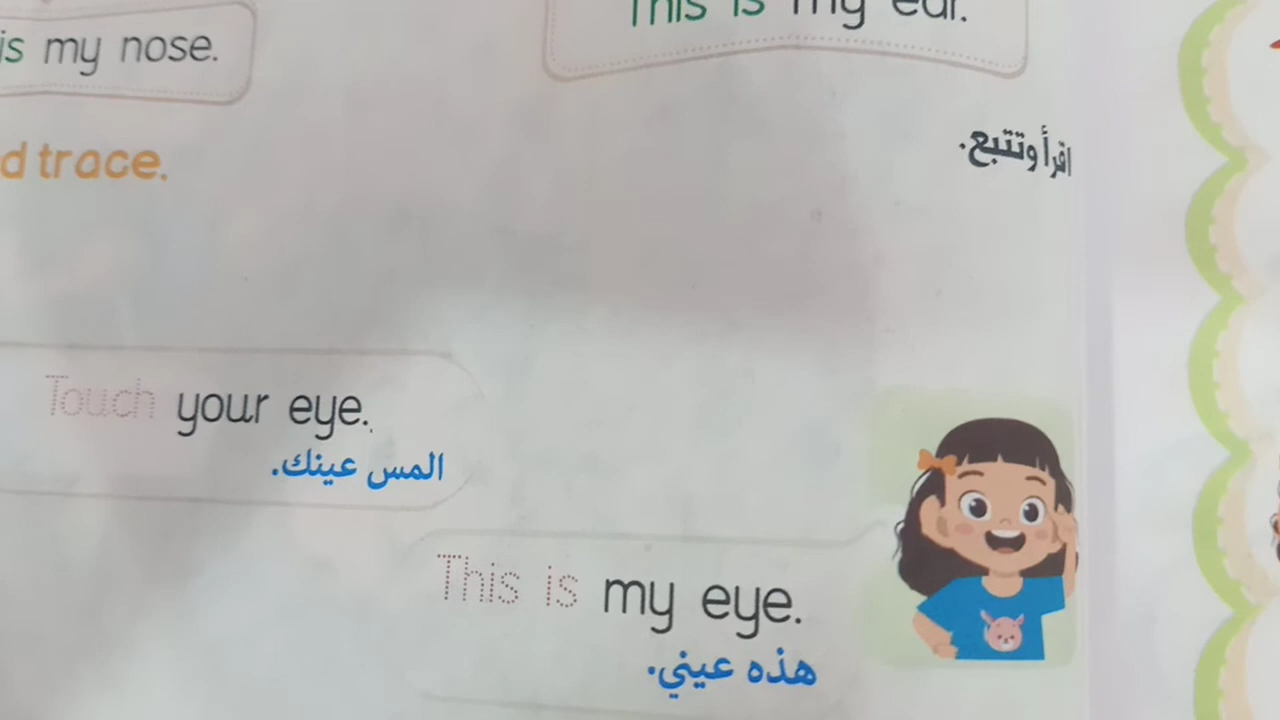 This is my ear.
is my nose.
d trace.
اقرأ وتتبع.
Touch your eye.
المس عينك.
This is my eye.
هذه عيني.